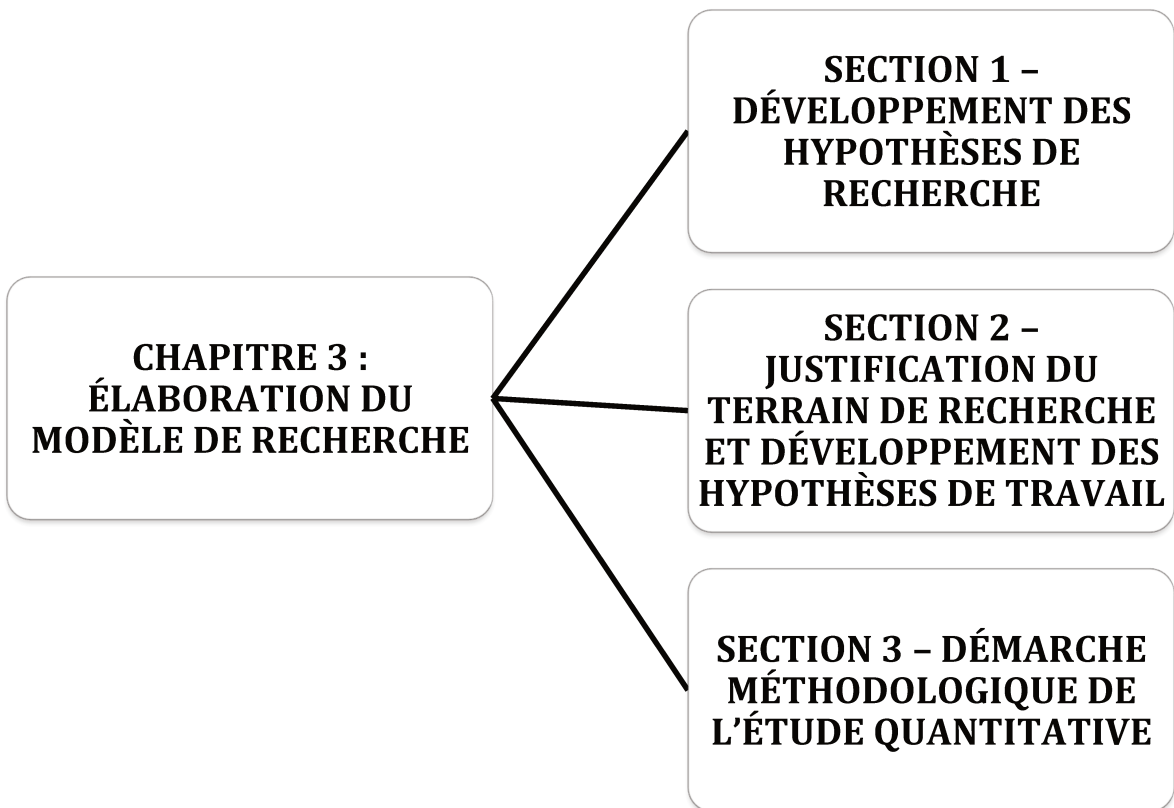 CHAPITRE 3 :
ÉLABORATION DU
MODÈLE DE RECHERCHE
SECTION 1 –
DÉVELOPPEMENT DES
HYPOTHÈSES DE
RECHERCHE
SECTION 2 –
JUSTIFICATION DU
TERRAIN DE RECHERCHE
ET DÉVELOPPEMENT DES
HYPOTHÈSES DE TRAVAIL
SECTION 3 – DÉMARCHE
MÉTHODOLOGIQUE DE
L’ÉTUDE QUANTITATIVE